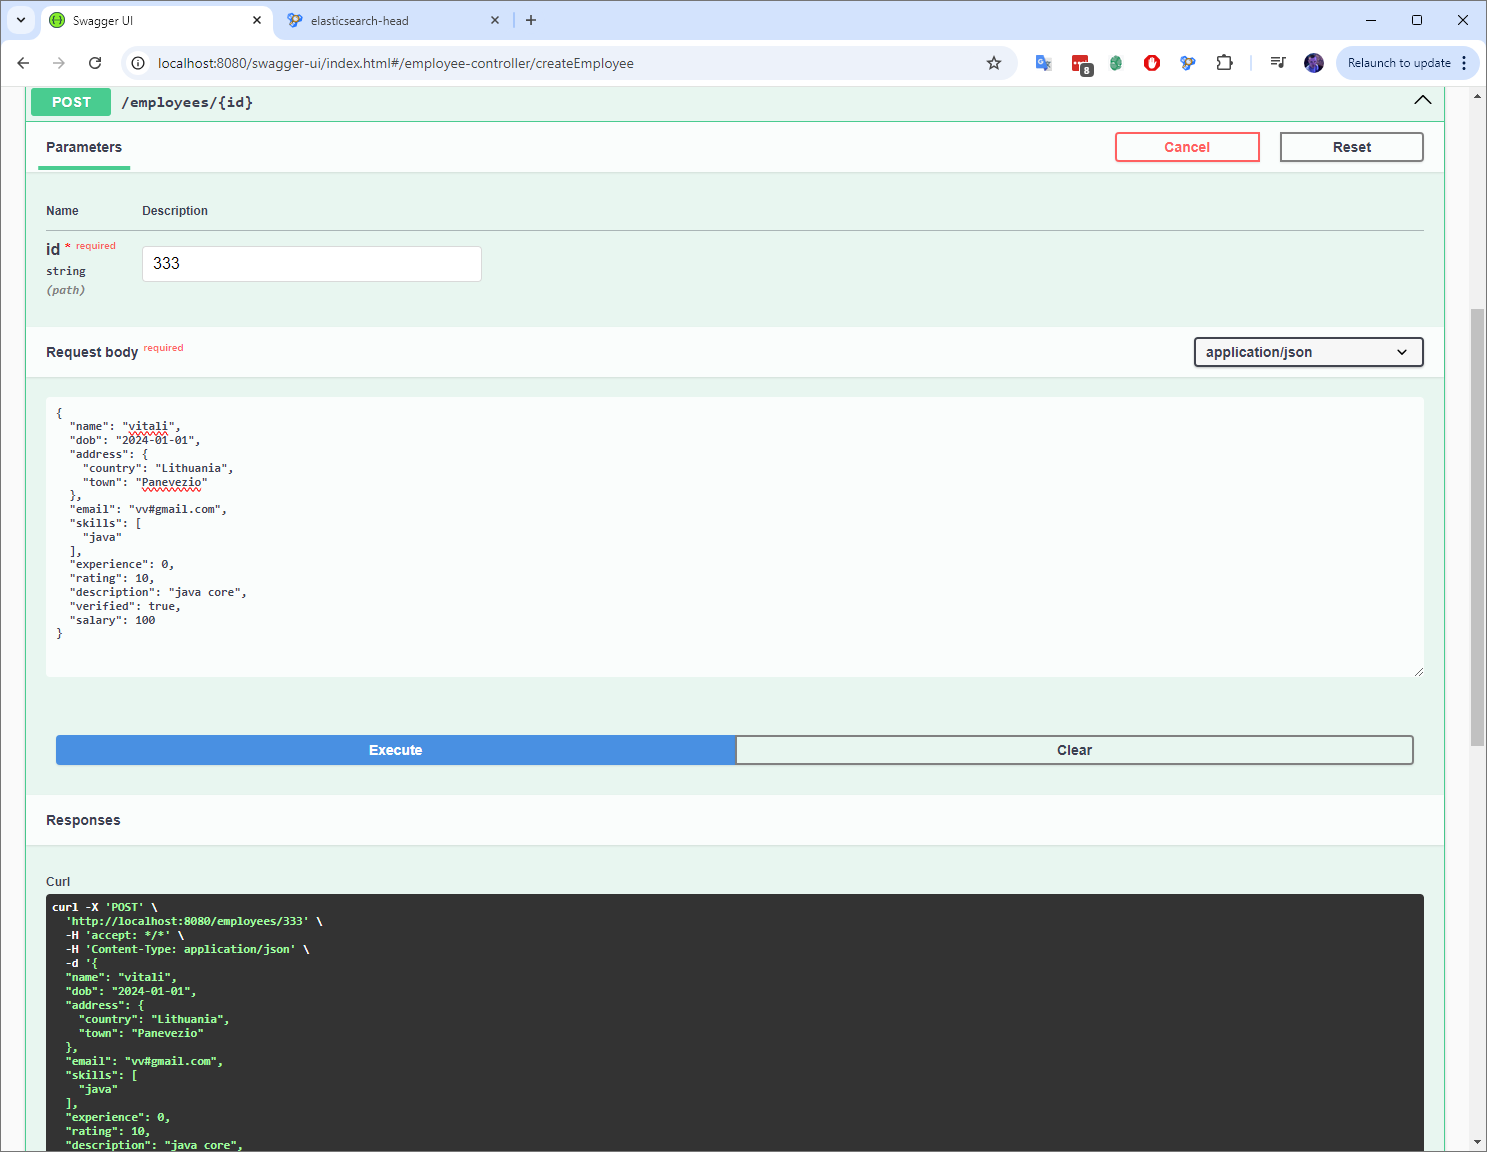 Swagger UI
elasticsearch-head
localhost:8080/swagger-ui/index.html#/employee-controller/createEmployee
8
Relaunch to update
POST /employees/{id}
Parameters
Cancel
Reset
Name Description
id * required
333
string
(path)
Request body required
application/json
{
"name": "vitali",
"dob": "2024-01-01",
"address": {
"country": "Lithuania",
"town": "Panevezio"
},
"email": "vv#gmail.com",
"skills": [
"java"
],
"experience": 0,
"rating": 10,
"description": "java core",
"verified": true,
"salary": 100
}
Execute
Clear
Responses
Curl
curl -X 'POST' \
'http://localhost:8080/employees/333' \
-H 'accept: */*' \
-H 'Content-Type: application/json' \
-d '{
"name": "vitali",
"dob": "2024-01-01",
"address": {
"country": "Lithuania",
"town": "Panevezio"
},
"email": "vv#gmail.com",
"skills": [
"java"
],
"experience": 0,
"rating": 10,
"description": "java core",